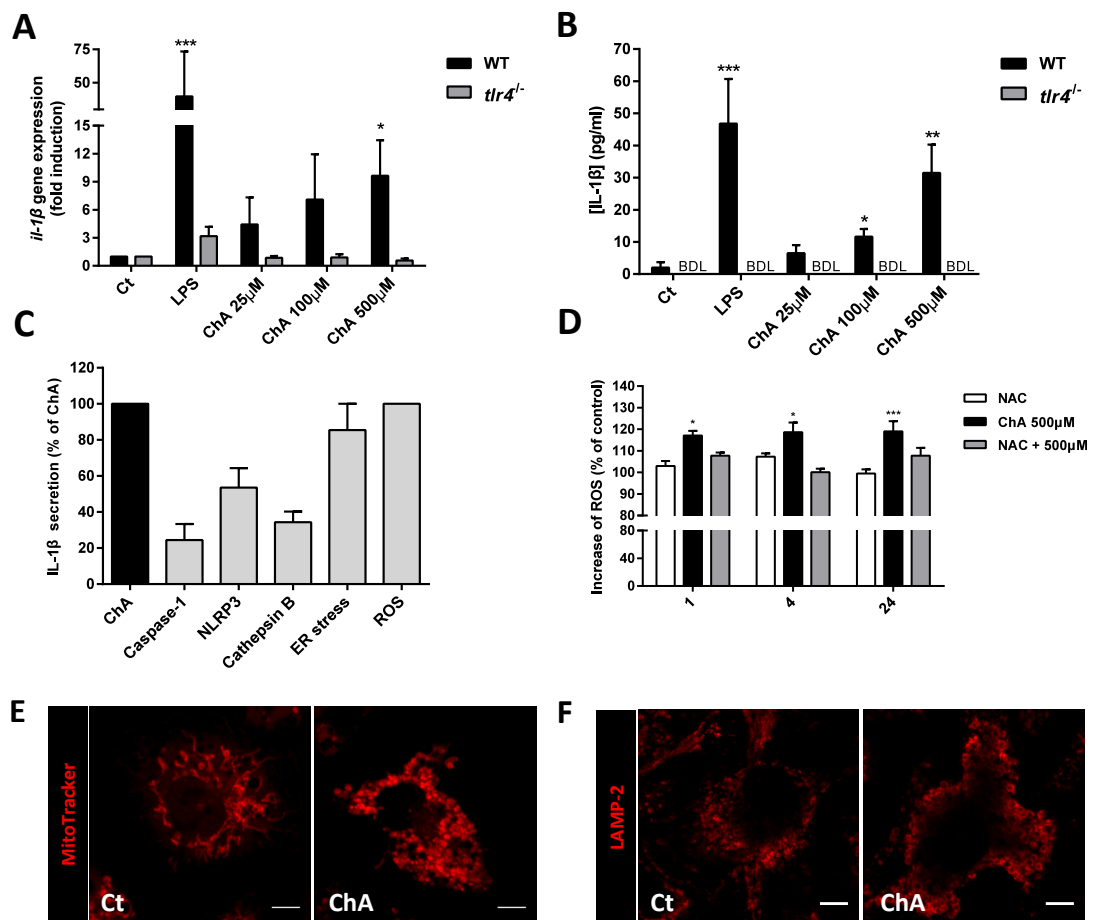 A
il-1β gene expression
(fold induction)
75
50
15
12
9
6
3
0
***
*
WT
tlr4-/-
Ct
LPS
ChA 25μM
ChA 100μM
ChA 500μM
B
[IL-1β] (pg/ml)
70
60
50
40
30
20
10
0
***
*
**
BDL
BDL
BDL
BDL
BDL
WT
tlr4-/-
Ct
LPS
ChA 25μM
ChA 100μM
ChA 500μM
C
IL-1β secretion (% of ChA)
120
100
80
60
40
20
0
ChA
Caspase-1
NLRP3
Cathepsin B
ER stress
ROS
D
Increase of ROS (% of control)
140
130
120
110
100
90
80
80
60
40
20
0
*
*
***
NAC
ChA 500μM
NAC + 500μM
1
4
24
E
MitoTracker
Ct
ChA
F
LAMP-2
Ct
ChA